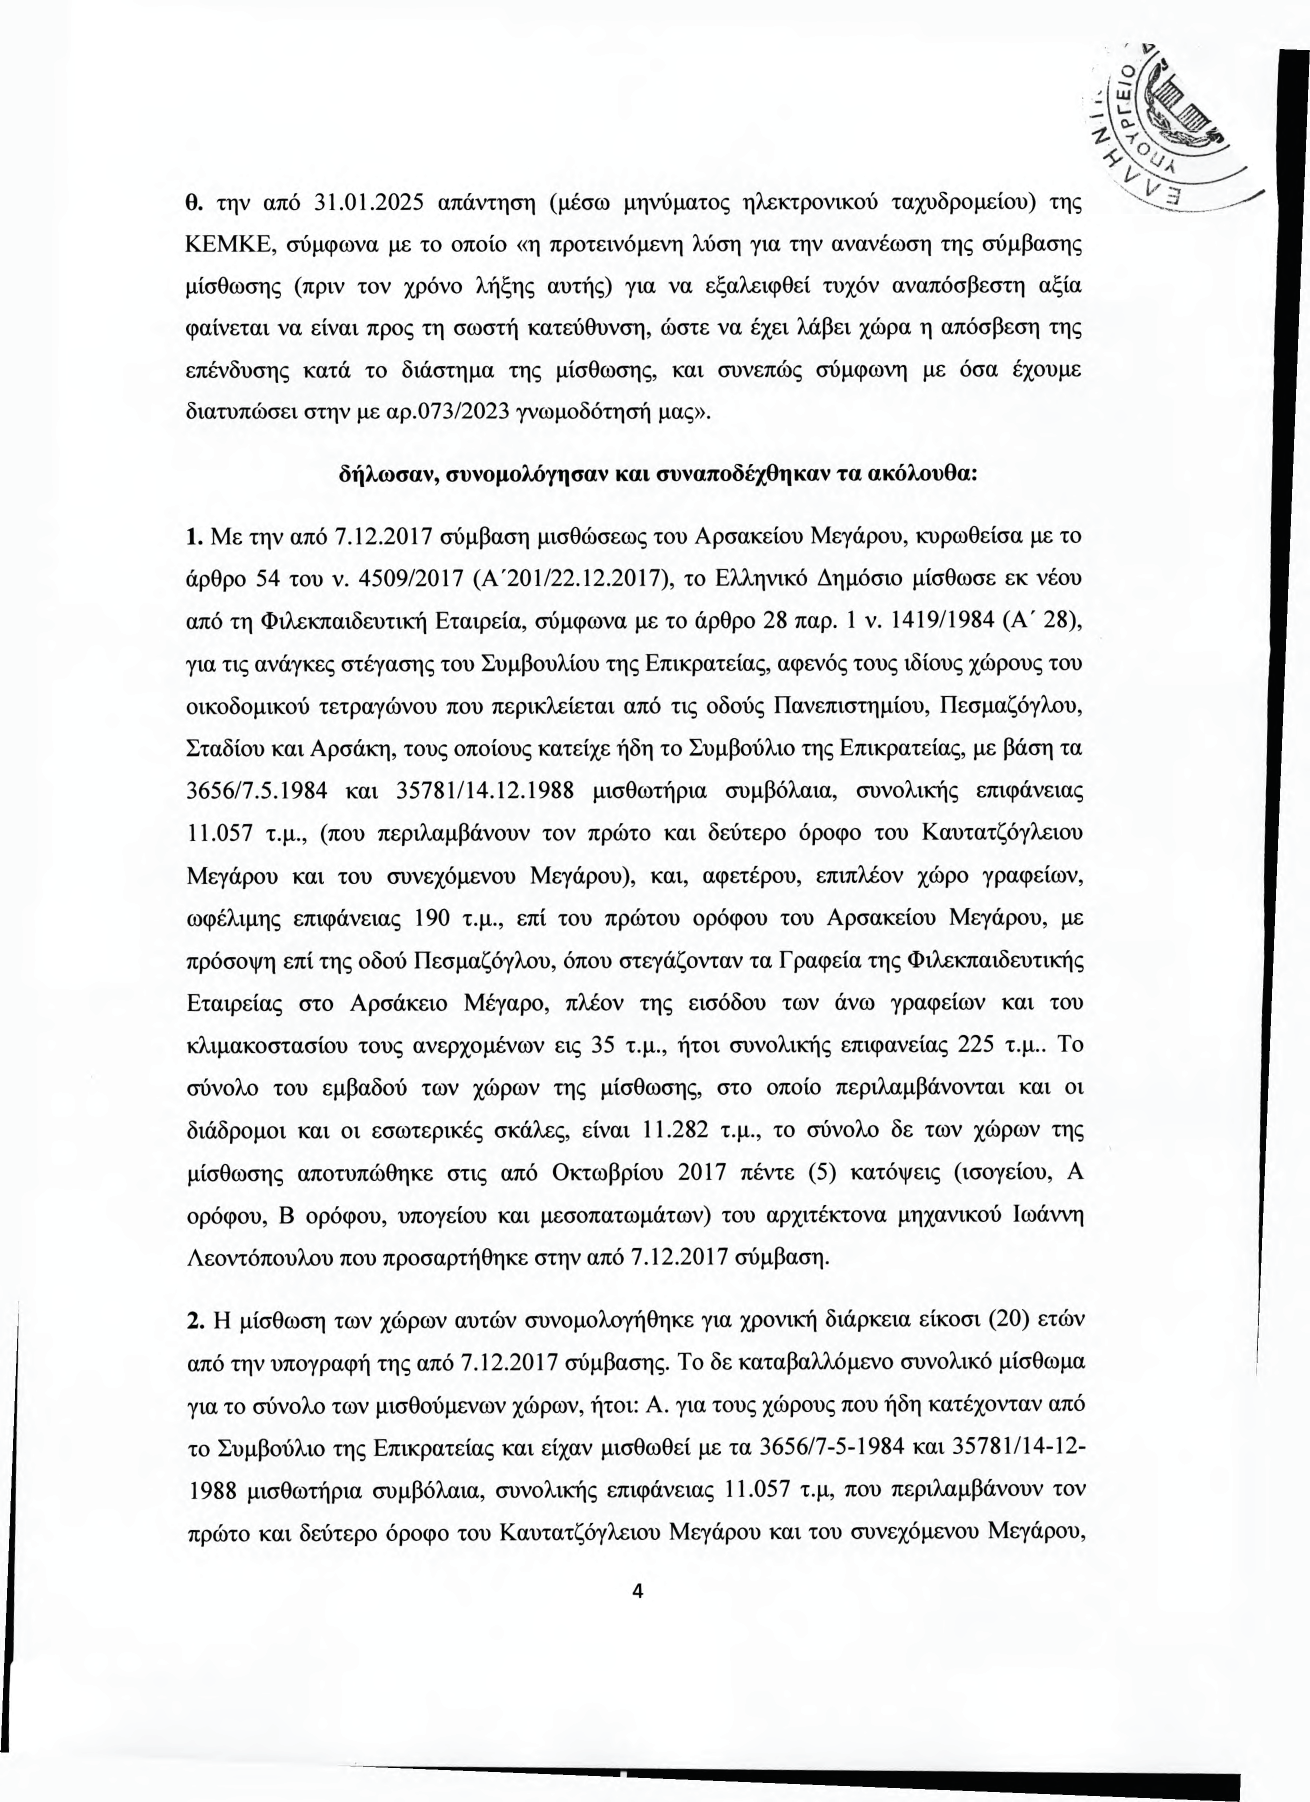 ΕΛΛΗΝΙΚ
ΥΠΟΥΡΓΕΙΟ
θ. την από 31.01.2025 απάντηση (μέσω μηνύματος ηλεκτρονικού ταχυδρομείου) της
ΚΕΜΚΕ, σύμφωνα με το οποίο «η προτεινόμενη λύση για την ανανέωση της σύμβασης
μίσθωσης (πριν τον χρόνο λήξης αυτής) για να εξαλειφθεί τυχόν αναπόσβεστη αξία
φαίνεται να είναι προς τη σωστή κατεύθυνση, ώστε να έχει λάβει χώρα η απόσβεση της
επένδυσης κατά το διάστημα της μίσθωσης, και συνεπώς σύμφωνη με όσα έχουμε
διατυπώσει στην με αρ.073/2023 γνωμοδότησή μας».
δήλωσαν, συνομολόγησαν και συναποδέχθηκαν τα ακόλουθα:
1. Με την από 7.12.2017 σύμβαση μισθώσεως του Αρσακείου Μεγάρου, κυρωθείσα με το
άρθρο 54 του ν. 4509/2017 (Α΄201/22.12.2017), το Ελληνικό Δημόσιο μίσθωσε εκ νέου
από τη Φιλεκπαιδευτική Εταιρεία, σύμφωνα με το άρθρο 28 παρ. 1 ν. 1419/1984 (Α΄ 28),
για τις ανάγκες στέγασης του Συμβουλίου της Επικρατείας, αφενός τους ιδίους χώρους του
οικοδομικού τετραγώνου που περικλείεται από τις οδούς Πανεπιστημίου, Πεσμαζόγλου,
Σταδίου και Αρσάκη, τους οποίους κατείχε ήδη το Συμβούλιο της Επικρατείας, με βάση τα
3656/7.5.1984 και 35781/14.12.1988 μισθωτήρια συμβόλαια, συνολικής επιφάνειας
11.057 τ.μ., (που περιλαμβάνουν τον πρώτο και δεύτερο όροφο του Καυτατζόγλειου
Μεγάρου και του συνεχόμενου Μεγάρου), και, αφετέρου, επιπλέον χώρο γραφείων,
ωφέλιμης επιφάνειας 190 τ.μ., επί του πρώτου ορόφου του Αρσακείου Μεγάρου, με
πρόσοψη επί της οδού Πεσμαζόγλου, όπου στεγάζονταν τα Γραφεία της Φιλεκπαιδευτικής
Εταιρείας στο Αρσάκειο Μέγαρο, πλέον της εισόδου των άνω γραφείων και του
κλιμακοστασίου τους ανερχομένων εις 35 τ.μ., ήτοι συνολικής επιφανείας 225 τ.μ.. Το
σύνολο του εμβαδού των χώρων της μίσθωσης, στο οποίο περιλαμβάνονται και οι
διάδρομοι και οι εσωτερικές σκάλες, είναι 11.282 τ.μ., το σύνολο δε των χώρων της
μίσθωσης αποτυπώθηκε στις από Οκτωβρίου 2017 πέντε (5) κατόψεις (ισογείου, Α
ορόφου, Β ορόφου, υπογείου και μεσοπατωμάτων) του αρχιτέκτονα μηχανικού Ιωάννη
Λεοντόπουλου που προσαρτήθηκε στην από 7.12.2017 σύμβαση.
2. Η μίσθωση των χώρων αυτών συνομολογήθηκε για χρονική διάρκεια είκοσι (20) ετών
από την υπογραφή της από 7.12.2017 σύμβασης. Το δε καταβαλλόμενο συνολικό μίσθωμα
για το σύνολο των μισθούμενων χώρων, ήτοι: Α. για τους χώρους που ήδη κατέχονταν από
το Συμβούλιο της Επικρατείας και είχαν μισθωθεί με τα 3656/7-5-1984 και 35781/14-12-
1988 μισθωτήρια συμβόλαια, συνολικής επιφάνειας 11.057 τ.μ, που περιλαμβάνουν τον
πρώτο και δεύτερο όροφο του Καυτατζόγλειου Μεγάρου και του συνεχόμενου Μεγάρου,
4